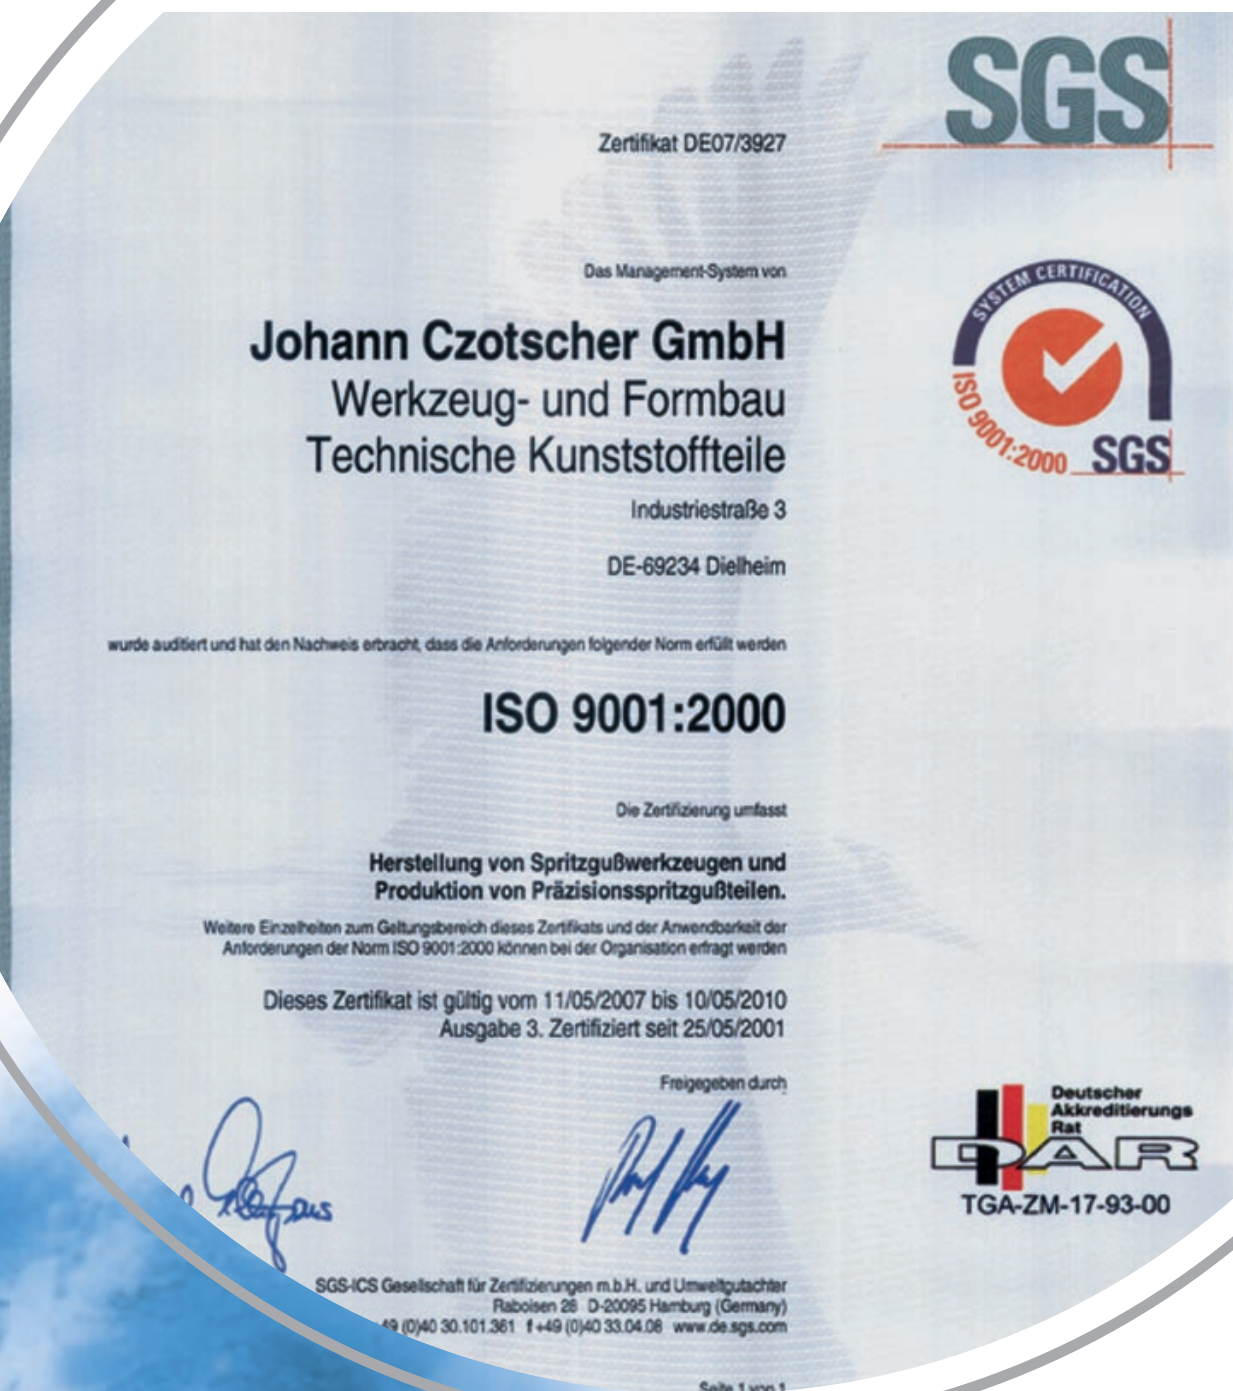 SGS
Zertifikat DE07/3927
Das Management-System von
SYSTEM CERTIFICATION
ISO 9001:2000
SGS
Johann Czotscher GmbH
Werkzeug- und Formbau
Technische Kunststoffteile
Industriestraße 3
DE-69234 Dielheim
wurde auditiert und hat den Nachweis erbracht, dass die Anforderungen folgender Norm erfüllt werden
ISO 9001:2000
Die Zertifizierung umfasst
Herstellung von Spritzgußwerkzeugen und
Produktion von Präzisionsspritzgußteilen.
Weitere Einzelheiten zum Geltungsbereich dieses Zertifikats und der Anwendbarkeit der
Anforderungen der Norm ISO 9001:2000 können bei der Organisation erfragt werden
Dieses Zertifikat ist gültig vom 11/05/2007 bis 10/05/2010
Ausgabe 3. Zertifiziert seit 25/05/2001
Freigegeben durch
Deutscher
Akkreditierungs
Rat
DAR
TGA-ZM-17-93-00
SGS-ICS Gesellschaft für Zertifizierungen m.b.H. und Umweltgutachter
Raboisen 28 D-20095 Hamburg (Germany)
49 (0)40 30.101.361 f +49 (0)40 33.04.08 www.de.sgs.com
Seite 1 von 1